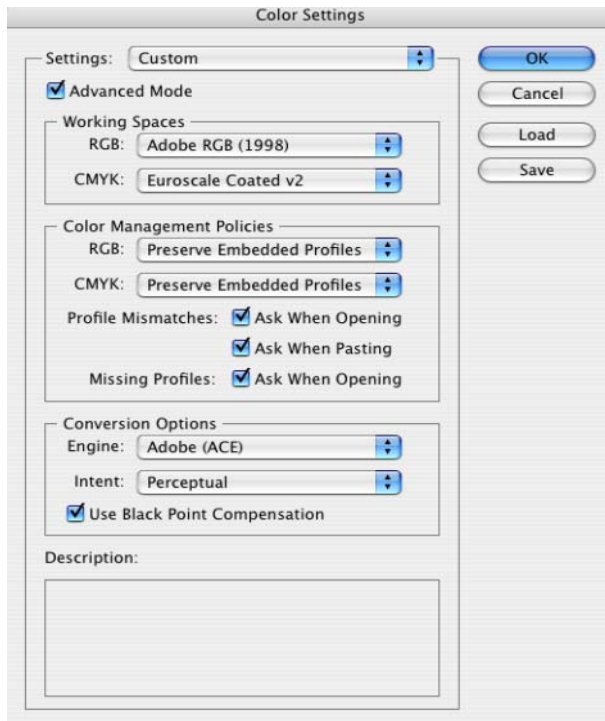 Color Settings
Settings: Custom
OK
Advanced Mode
Cancel
Working Spaces
RGB: Adobe RGB (1998)
Load
CMYK: Euroscale Coated v2
Save
Color Management Policies
RGB: Preserve Embedded Profiles
CMYK: Preserve Embedded Profiles
Profile Mismatches: Ask When Opening
Ask When Pasting
Missing Profiles: Ask When Opening
Conversion Options
Engine: Adobe (ACE)
Intent: Perceptual
Use Black Point Compensation
Description: